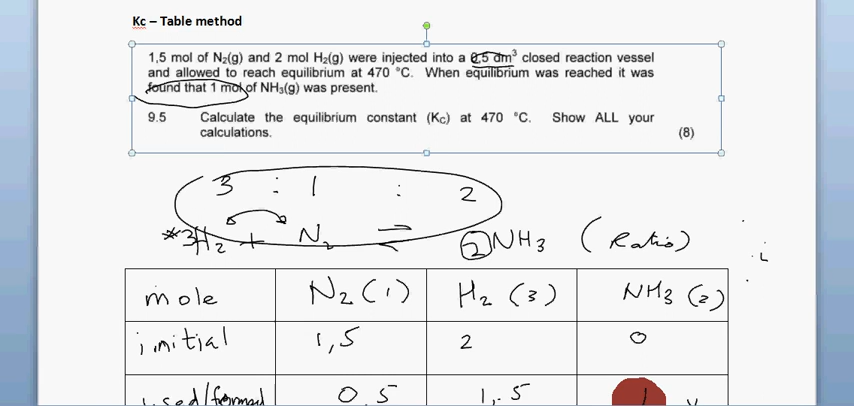 Kc – Table method
1,5 mol of N₂(g) and 2 mol H₂(g) were injected into a 0,5 dm³ closed reaction vessel
and allowed to reach equilibrium at 470 °C. When equilibrium was reached it was
found that 1 mol of NH₃(g) was present.
9.5 Calculate the equilibrium constant (Kc) at 470 °C. Show ALL your
calculations. (8)
3 : 1 : 2
*3H₂ + N₂ ⇌ 2NH₃ (Ratio)
mole N₂ (1) H₂ (3) NH₃ (2)
initial 1,5 2 0
used/formed 0,5 1,5 1